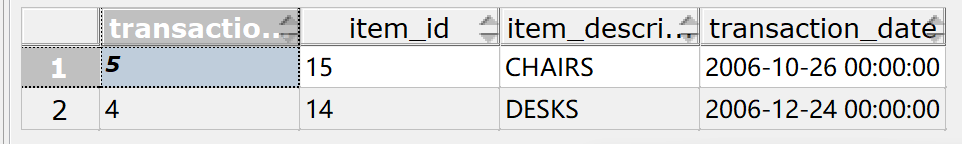 transactio... item_id item_descri... transaction_date
1 5 15 CHAIRS 2006-10-26 00:00:00
2 4 14 DESKS 2006-12-24 00:00:00